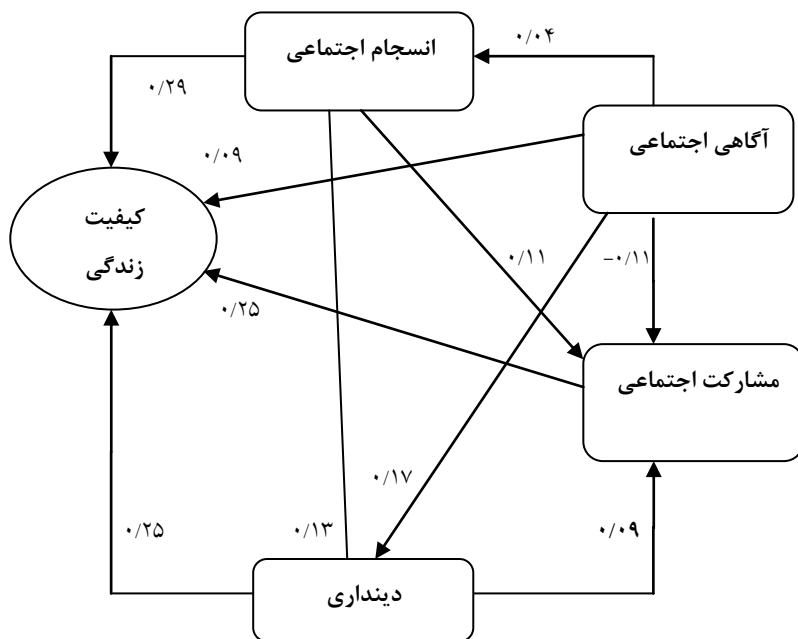 ۰/۰۴
انسجام اجتماعی
۰/۲۹
آگاهی اجتماعی
۰/۰۹
کیفیت
زندگی
۰/۱۱
-۰/۱۱
۰/۲۵
مشارکت اجتماعی
۰/۱۷
۰/۲۵
۰/۱۳
۰/۰۹
دینداری